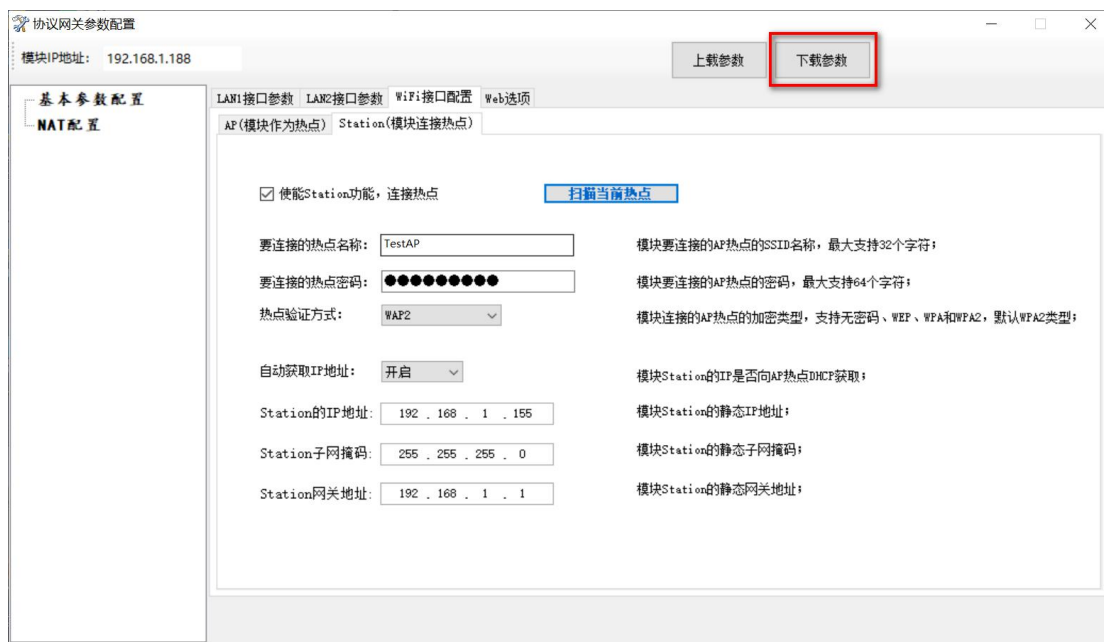 协议网关参数配置
模块IP地址: 192.168.1.188
上载参数 下载参数
基本参数配置
NAT配置
LAN1接口参数 LAN2接口参数 WiFi接口配置 Web选项
AP(模块作为热点) Station(模块连接热点)
使能Station功能，连接热点 扫描当前热点
要连接的热点名称: TestAP 模块要连接的AP热点的SSID名称，最大支持32个字符；
要连接的热点密码: ●●●●●●●●● 模块要连接的AP热点的密码，最大支持64个字符；
热点验证方式: WAP2 模块连接的AP热点的加密类型，支持无密码、WEP、WPA和WPA2，默认WPA2类型；
自动获取IP地址: 开启 模块Station的IP是否向AP热点DHCP获取；
Station的IP地址: 192 . 168 . 1 . 155 模块Station的静态IP地址；
Station子网掩码: 255 . 255 . 255 . 0 模块Station的静态子网掩码；
Station网关地址: 192 . 168 . 1 . 1 模块Station的静态网关地址；